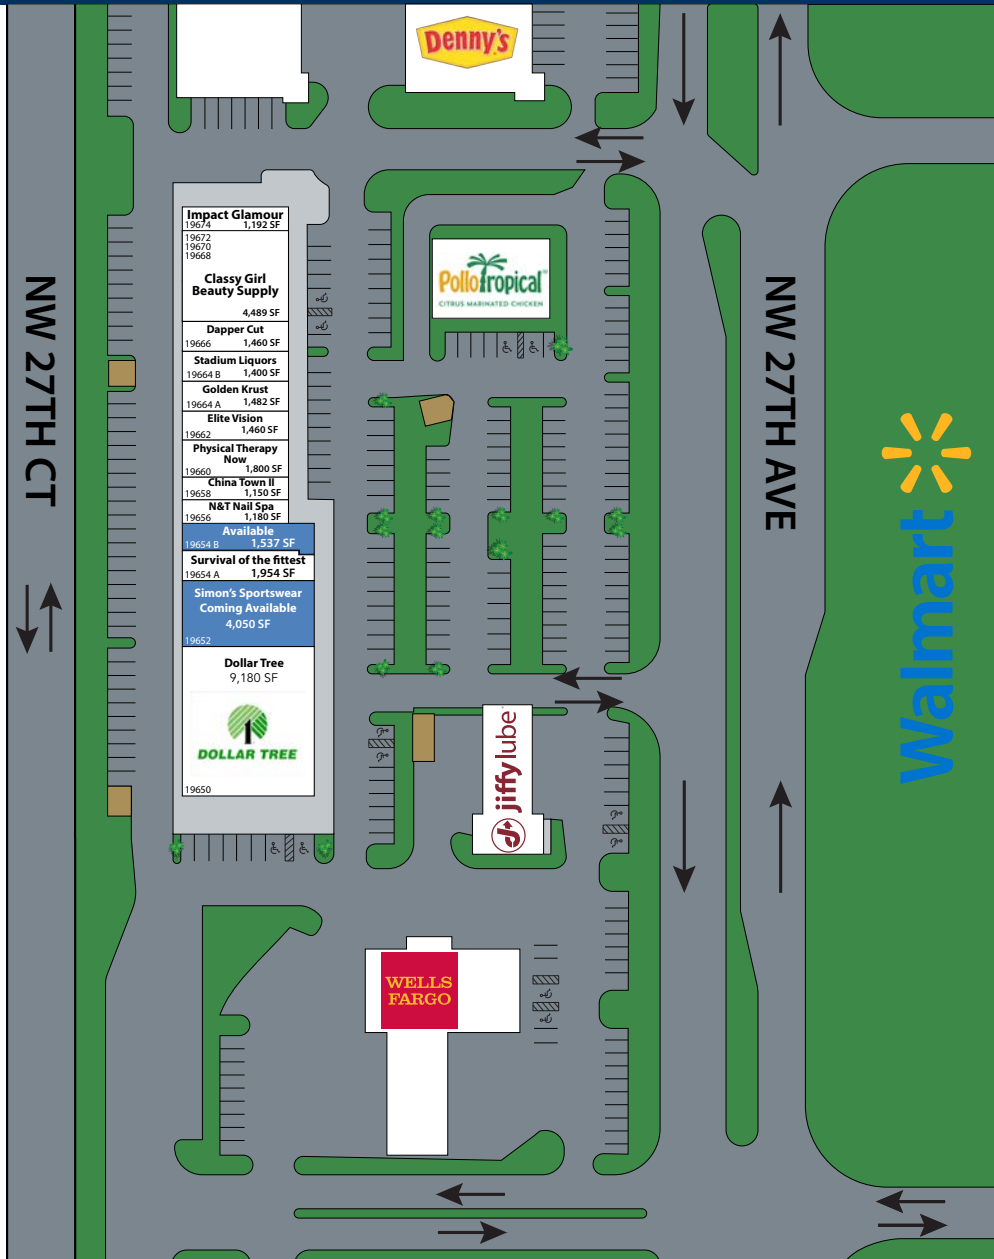 Denny's
Impact Glamour
19674 1,192 SF
19672
19670
19668
Classy Girl
Beauty Supply
4,489 SF
Dapper Cut
19666 1,460 SF
Stadium Liquors
19664 B 1,400 SF
Golden Krust
19664 A 1,482 SF
Elite Vision
1,460 SF
19662
Physical Therapy
Now
19660 1,800 SF
China Town II
19658 1,150 SF
N&T Nail Spa
19656 1,180 SF
Available
19654 B 1,537 SF
Survival of the fittest
19654 A 1,954 SF
Simon's Sportswear
Coming Available
4,050 SF
19652
Dollar Tree
9,180 SF
DOLLAR TREE
19650
Pollo Tropical
CITRUS MARINATED CHICKEN
jiffy lube
WELLS
FARGO
NW 27TH CT
NW 27TH AVE
Walmart